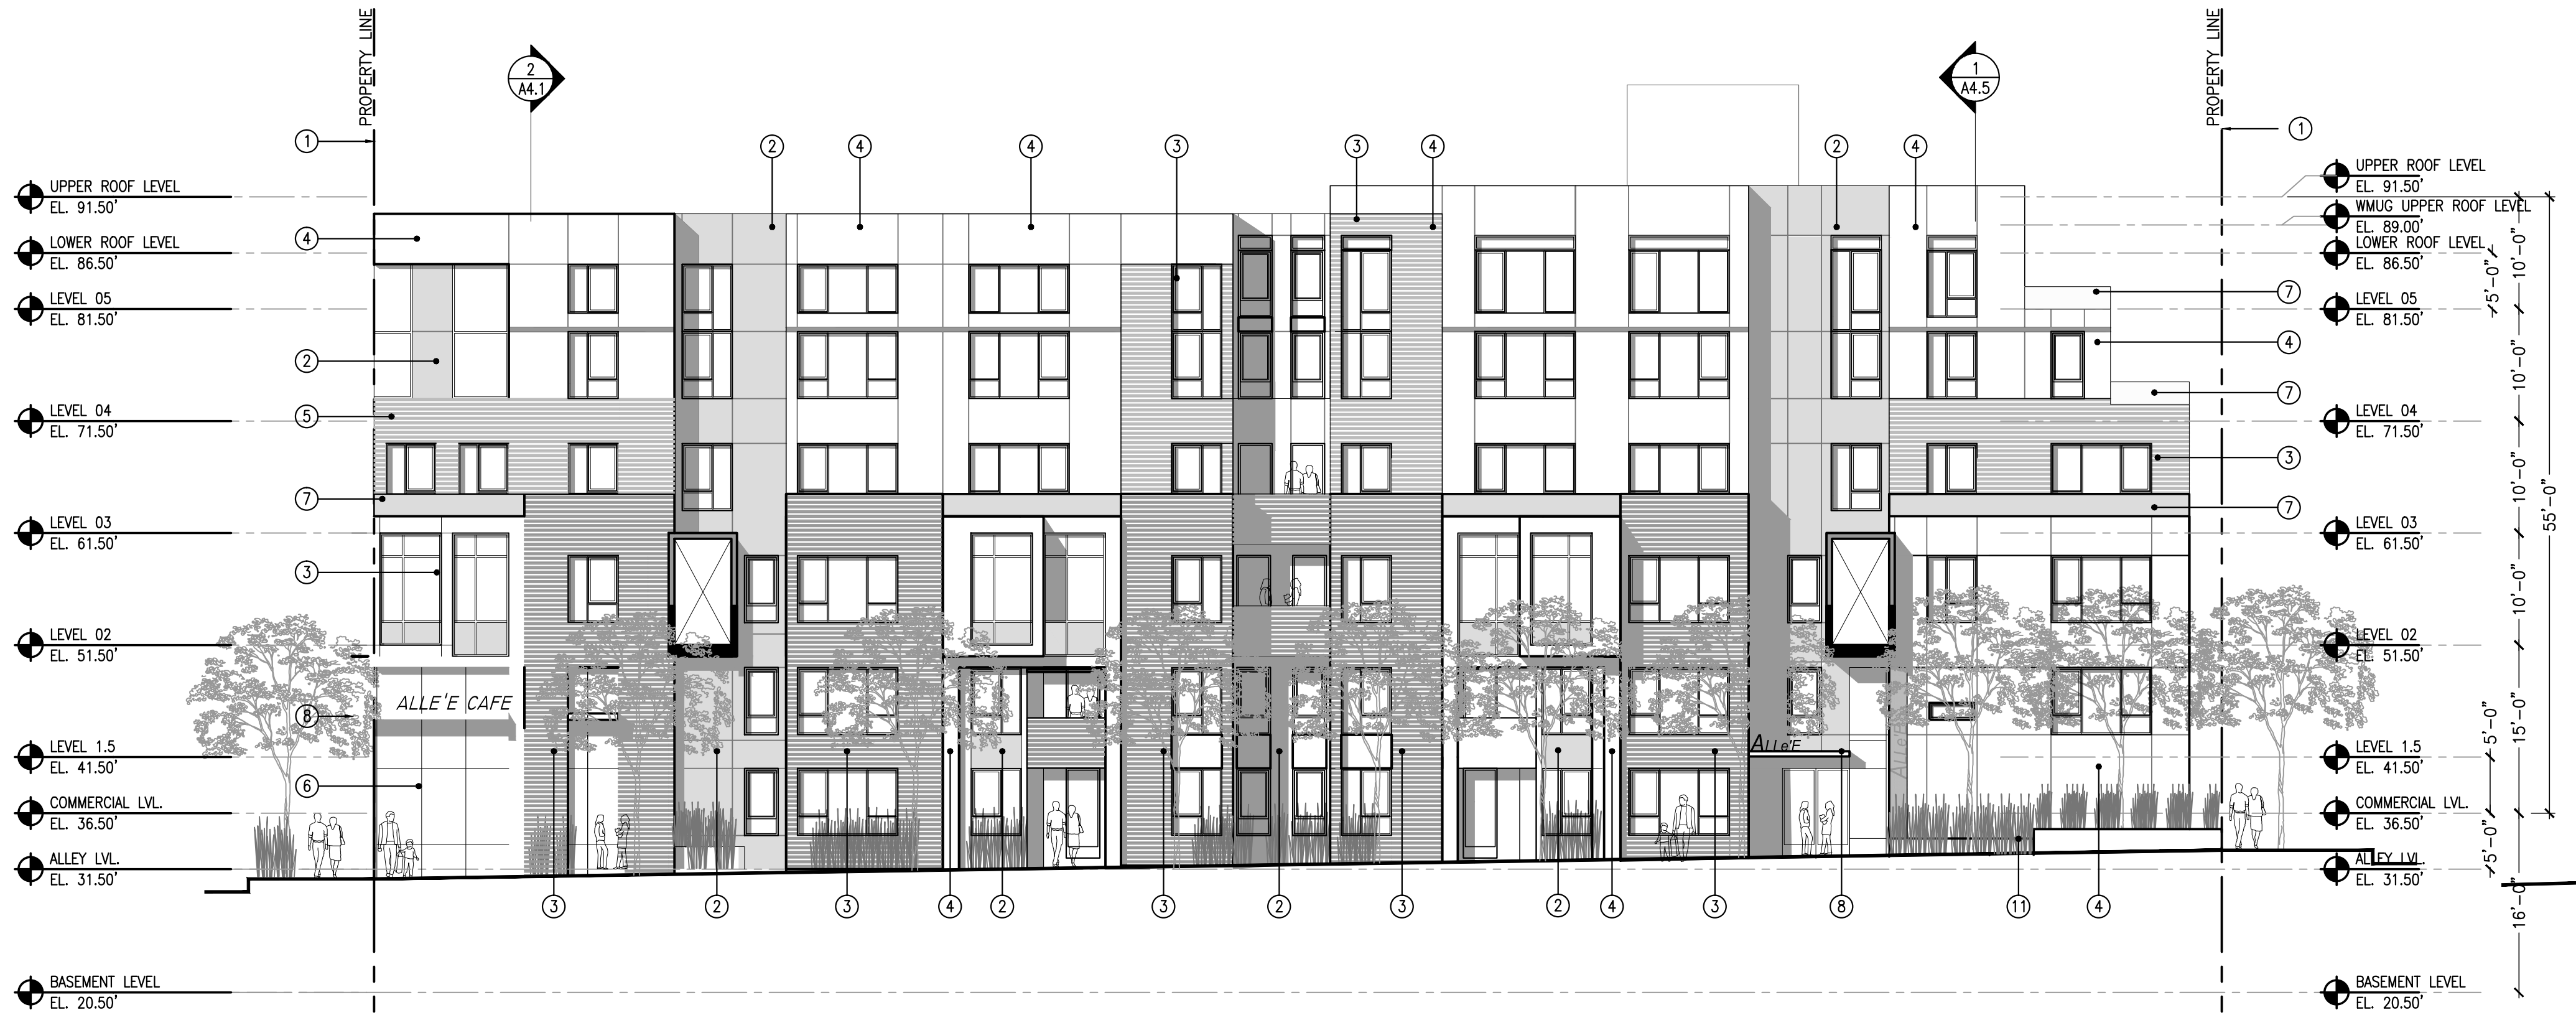 PROPERTY LINE
PROPERTY LINE
2
A4.1
1
A4.5
1
1
2
4
4
3
3
4
2
4
UPPER ROOF LEVEL
EL. 91.50'
4
LOWER ROOF LEVEL
EL. 86.50'
LEVEL 05
EL. 81.50'
2
LEVEL 04
EL. 71.50'
5
7
LEVEL 03
EL. 61.50'
3
LEVEL 02
EL. 51.50'
8
LEVEL 1.5
EL. 41.50'
6
COMMERCIAL LVL.
EL. 36.50'
ALLEY LVL.
EL. 31.50'
BASEMENT LEVEL
EL. 20.50'
ALLE'E CAFE
ALLe'E
ALLe'E
3
2
3
4
2
3
2
3
2
4
3
8
11
4
UPPER ROOF LEVEL
EL. 91.50'
WMUG UPPER ROOF LEVEL
EL. 89.00'
LOWER ROOF LEVEL
EL. 86.50'
7
LEVEL 05
EL. 81.50'
4
7
LEVEL 04
EL. 71.50'
3
7
LEVEL 03
EL. 61.50'
LEVEL 02
EL. 51.50'
LEVEL 1.5
EL. 41.50'
COMMERCIAL LVL.
EL. 36.50'
ALLEY LVL.
EL. 31.50'
BASEMENT LEVEL
EL. 20.50'
5'-0"
10'-0"
10'-0"
10'-0"
10'-0"
15'-0"
5'-0"
5'-0"
16'-0"
55'-0"